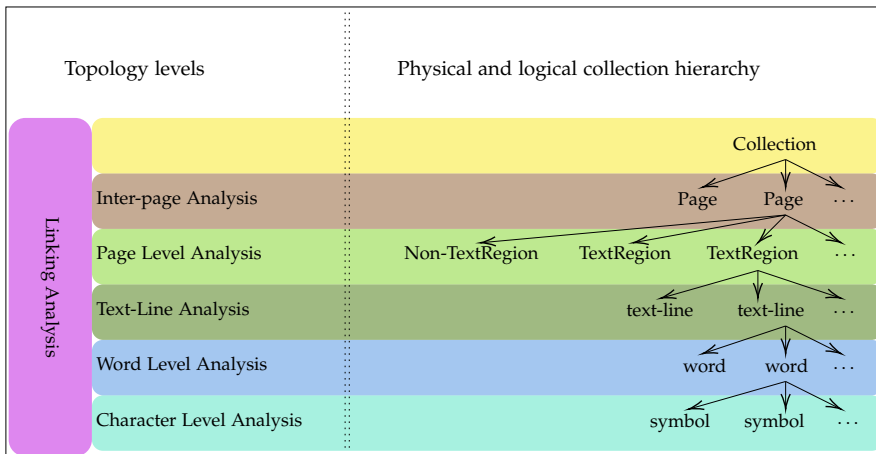 Topology levels Physical and logical collection hierarchy
Linking Analysis
Collection
Inter-page Analysis Page Page ...
Page Level Analysis Non-TextRegion TextRegion TextRegion ...
Text-Line Analysis text-line text-line ...
Word Level Analysis word word ...
Character Level Analysis symbol symbol ...